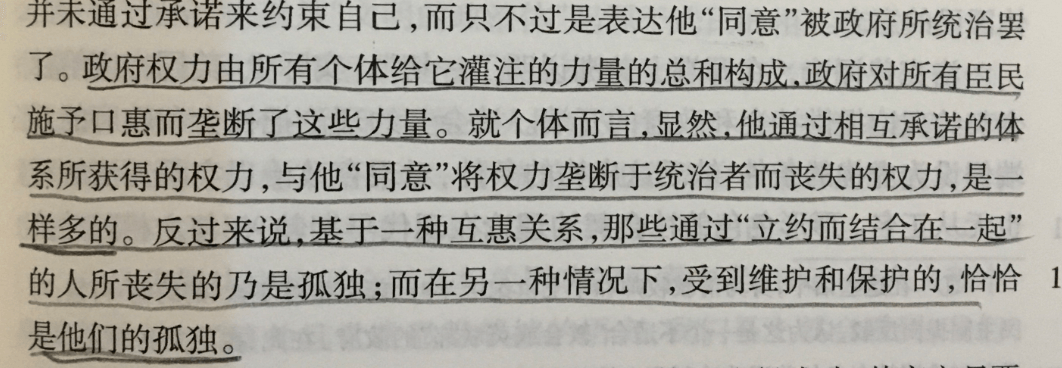 并未通过承诺来约束自己，而只不过是表达他“同意”被政府所统治罢
了。政府权力由所有个体给它灌注的力量的总和构成，政府对所有臣民
施予口惠而垄断了这些力量。就个体而言，显然，他通过相互承诺的体
系所获得的权力，与他“同意”将权力垄断于统治者而丧失的权力，是一
样多的。反过来说，基于一种互惠关系，那些通过“立约而结合在一起”
的人所丧失的乃是孤独；而在另一种情况下，受到维护和保护的，恰恰 1
是他们的孤独。